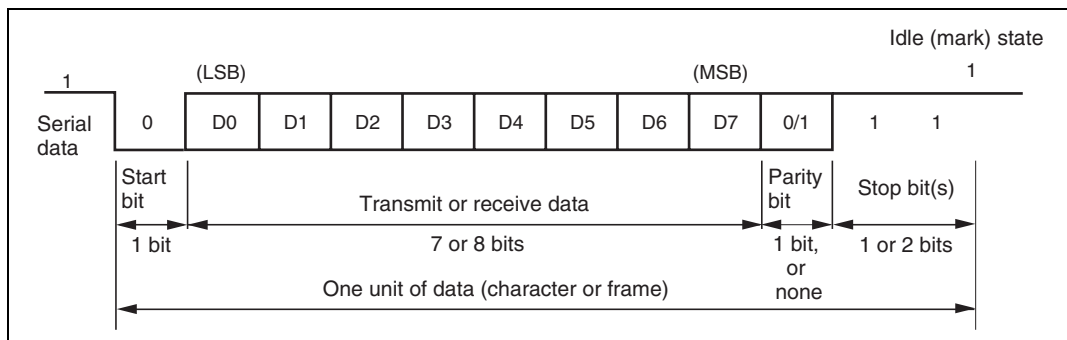 Idle (mark) state
1 (LSB) (MSB) 1
Serial data
0 D0 D1 D2 D3 D4 D5 D6 D7 0/1 1 1
Start bit
Parity bit
Stop bit(s)
Transmit or receive data
1 bit
7 or 8 bits
1 bit, or none
1 or 2 bits
One unit of data (character or frame)